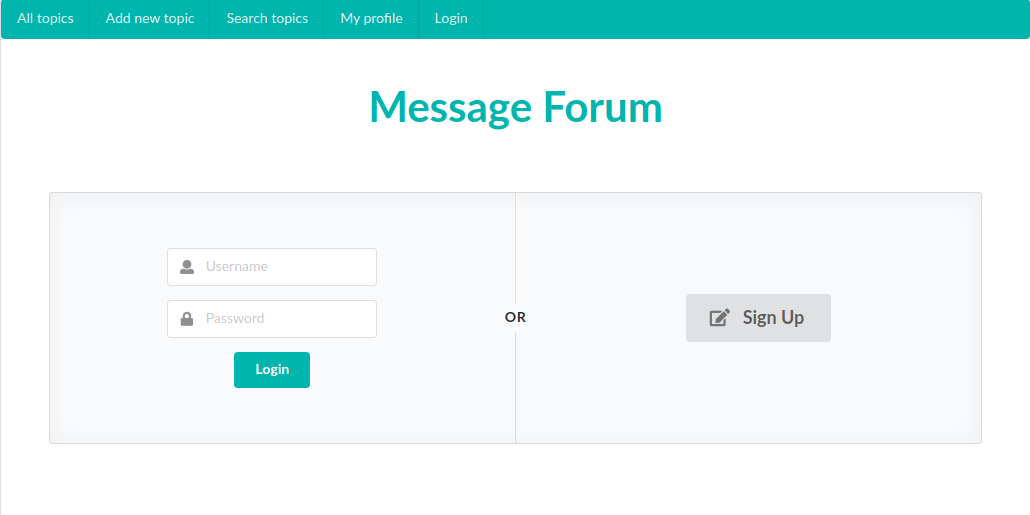 All topics Add new topic Search topics My profile Login
Message Forum
Username
Password
Login
OR
Sign Up